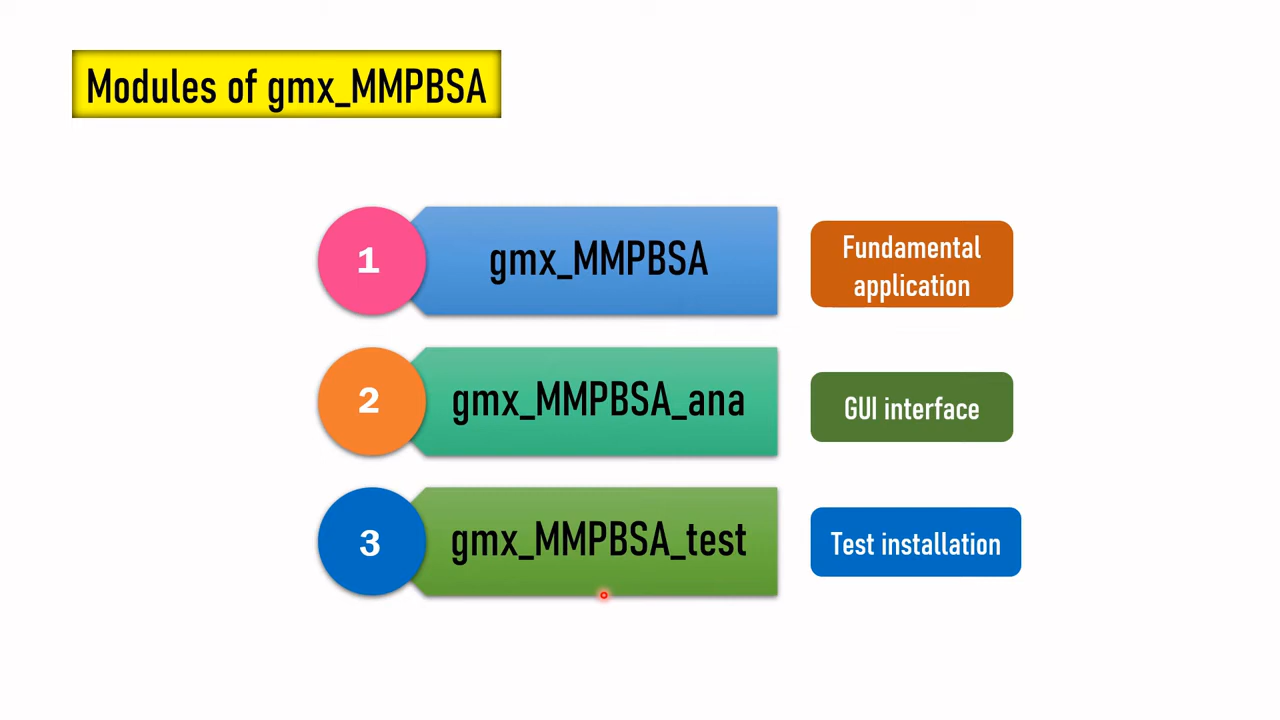 Modules of gmx_MMPBSA
1
gmx_MMPBSA
Fundamental
application
2
gmx_MMPBSA_ana
GUI interface
3
gmx_MMPBSA_test
Test installation